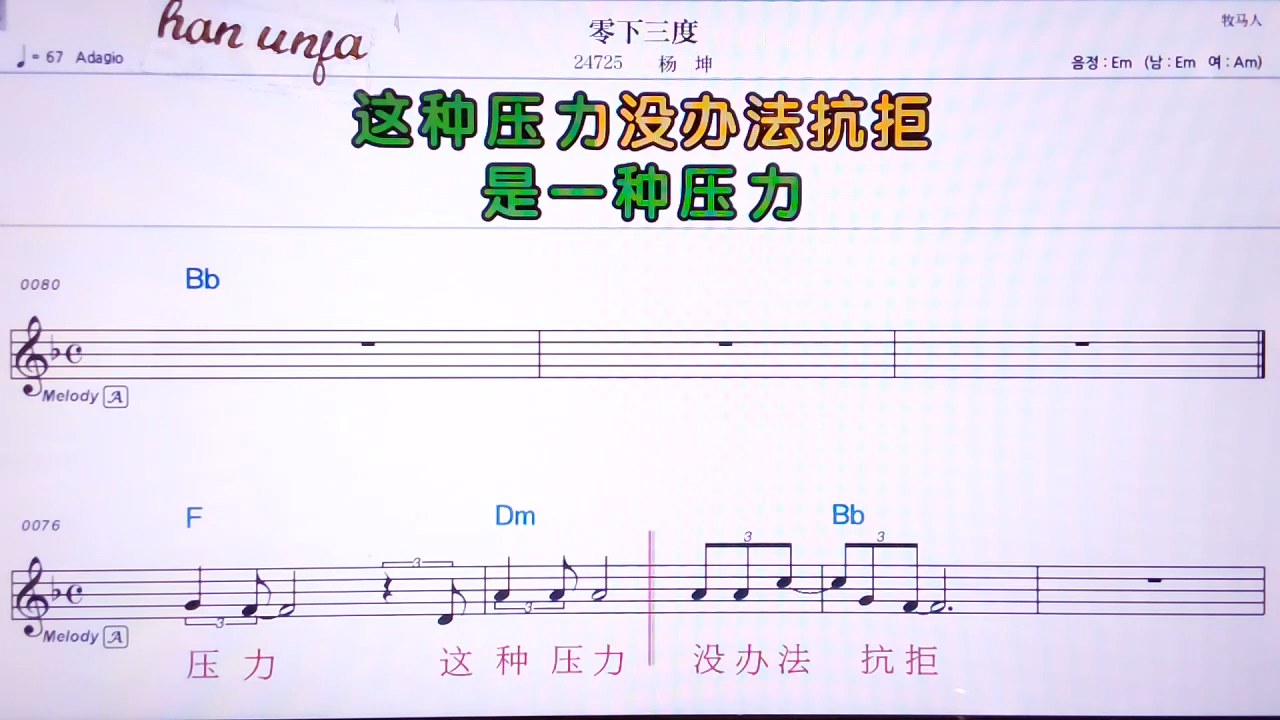 han unfa
零下三度
牧马人
♩= 67 Adagio
24725 杨 坤
음정 : Em (남 : Em 여 : Am)
这种压力没办法抗拒
是一种压力
0080 Bb
Melody A
0076 F Dm Bb
3 3 3 3 3
Melody A
压 力 这 种 压 力 没 办 法 抗 拒